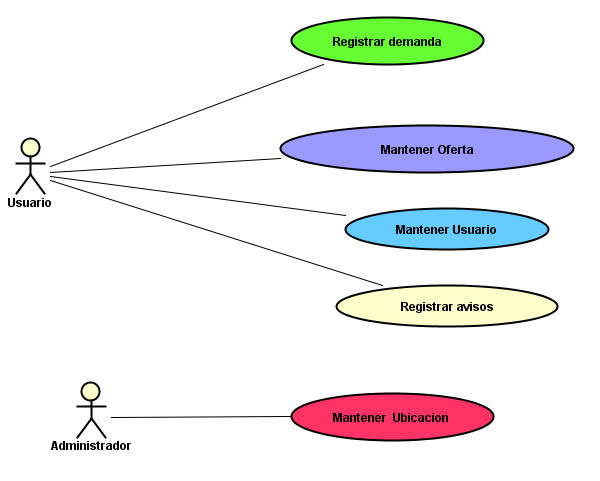 Registrar demanda
Mantener Oferta
Usuario
Mantener Usuario
Registrar avisos
Mantener  Ubicacion
Administrador